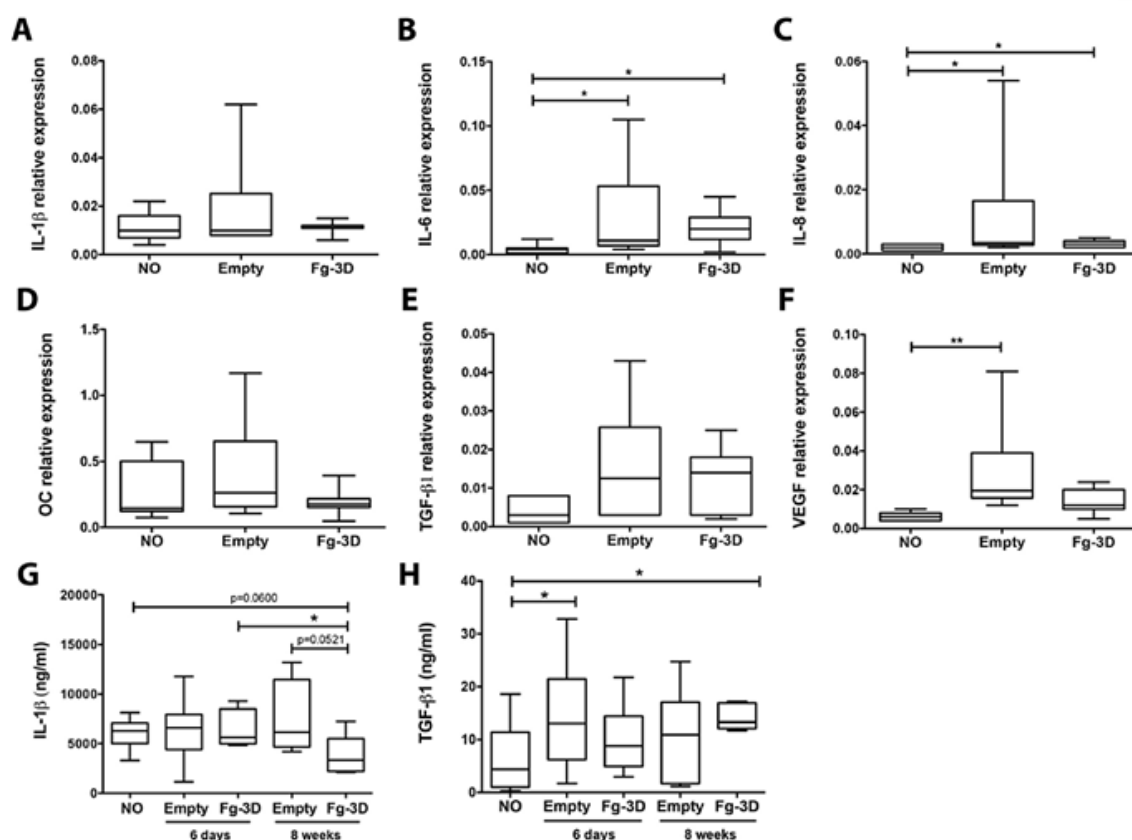 A
IL-1β relative expression
0.08
0.06
0.04
0.02
0.00
NO Empty Fg-3D
B
IL-6 relative expression
0.15
0.10
0.05
0.00
*
*
NO Empty Fg-3D
C
IL-8 relative expression
0.06
0.04
0.02
0.00
*
*
NO Empty Fg-3D
D
OC relative expression
1.5
1.0
0.5
0.0
NO Empty Fg-3D
E
TGF-β1 relative expression
0.05
0.04
0.03
0.02
0.01
0.00
NO Empty Fg-3D
F
VEGF relative expression
0.10
0.08
0.06
0.04
0.02
0.00
**
NO Empty Fg-3D
G
IL-1β (ng/ml)
20000
15000
10000
5000
0
p=0.0600
*
p=0.0521
NO Empty Fg-3D Empty Fg-3D
6 days 8 weeks
H
TGF-β1 (ng/ml)
40
30
20
10
0
*
*
NO Empty Fg-3D Empty Fg-3D
6 days 8 weeks